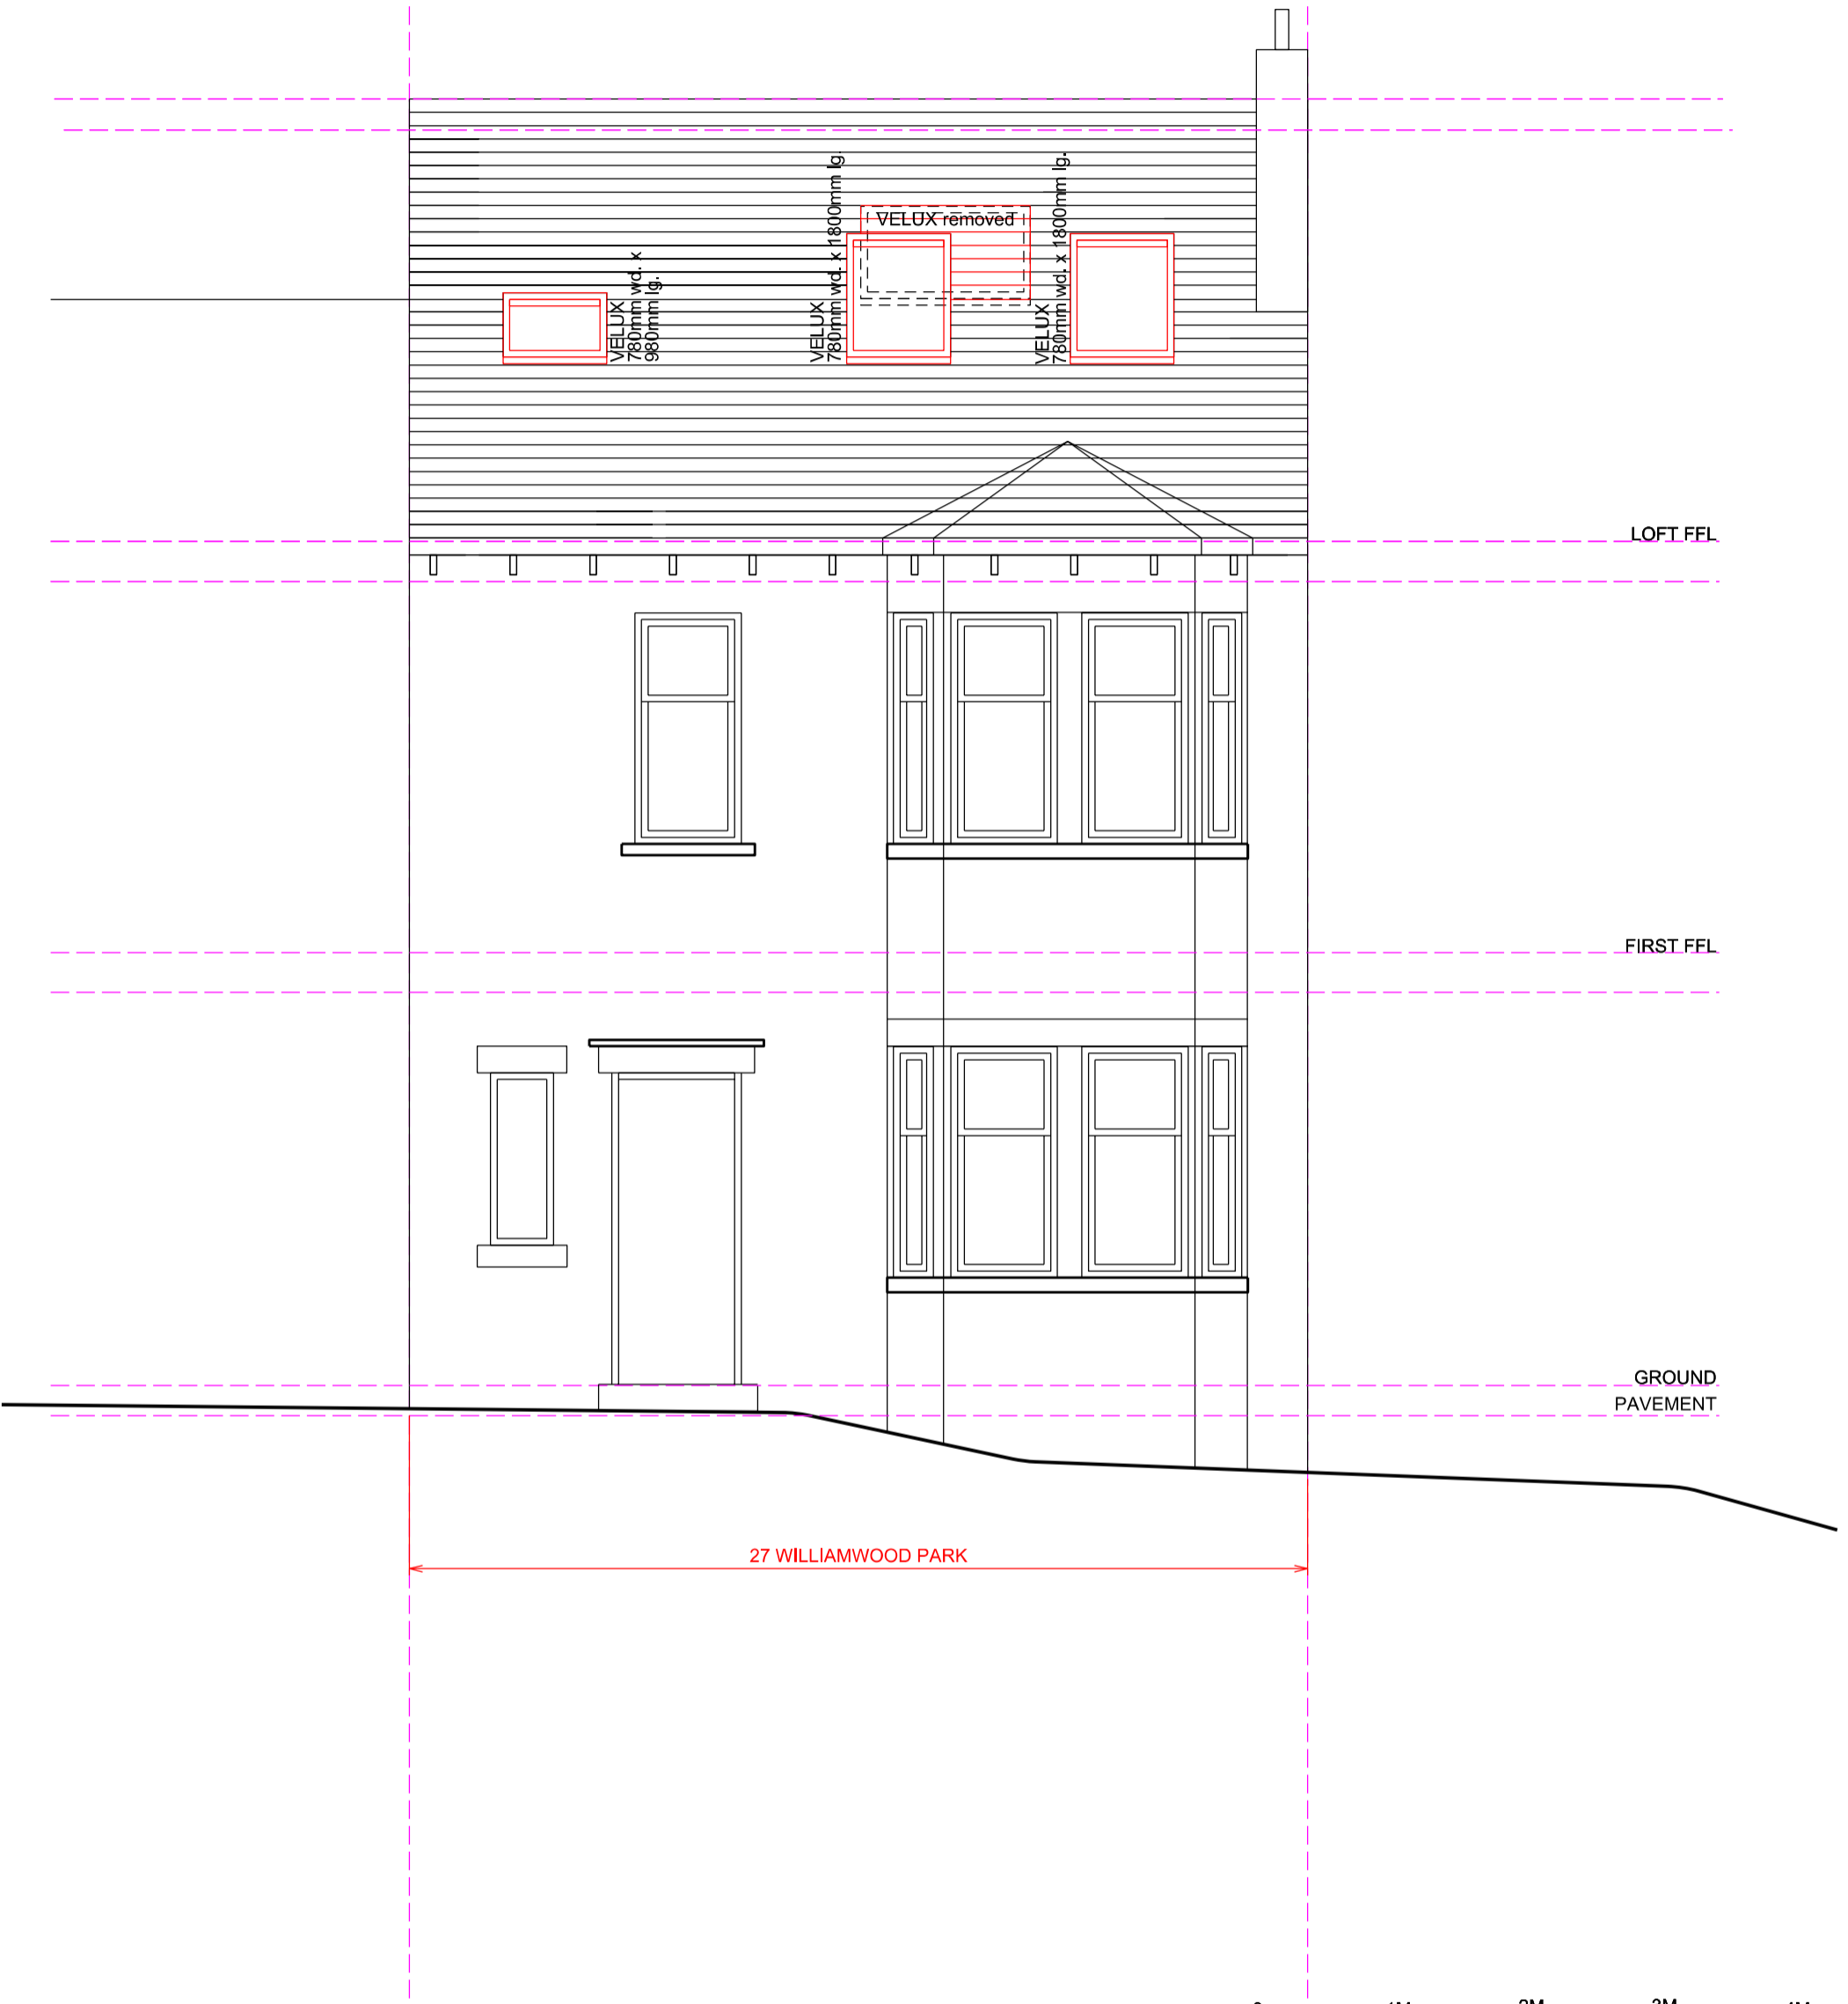 VELUX removed
VELUX
780mm wd. x
980mm lg.
VELUX
780mm wd. x 1800mm lg.
VELUX
780mm wd. x 1800mm lg.
LOFT FFL
FIRST FFL
GROUND
PAVEMENT
27 WILLIAMWOOD PARK